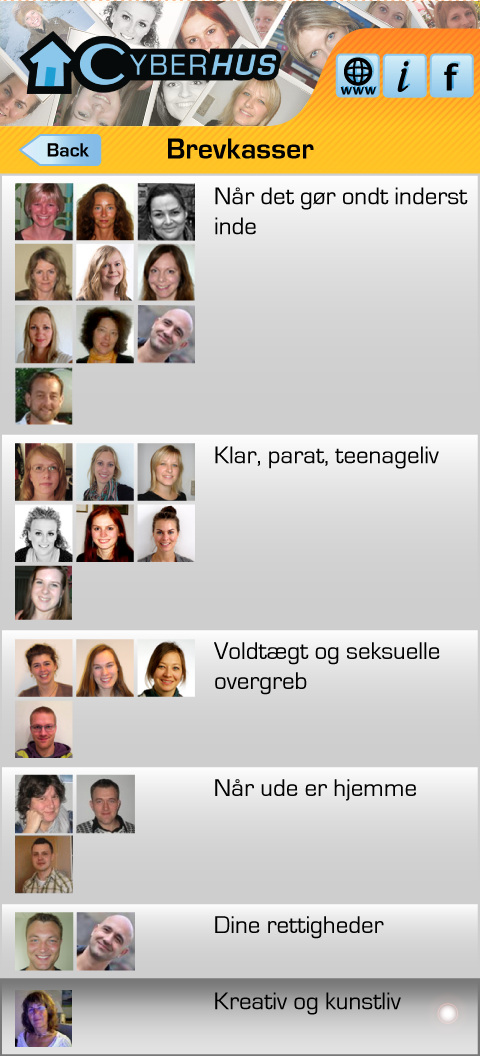 CYBERHUS
www i f
Back Brevkasser
Når det gør ondt inderst
inde
Klar, parat, teenageliv
Voldtægt og seksuelle
overgreb
Når ude er hjemme
Dine rettigheder
Kreativ og kunstliv